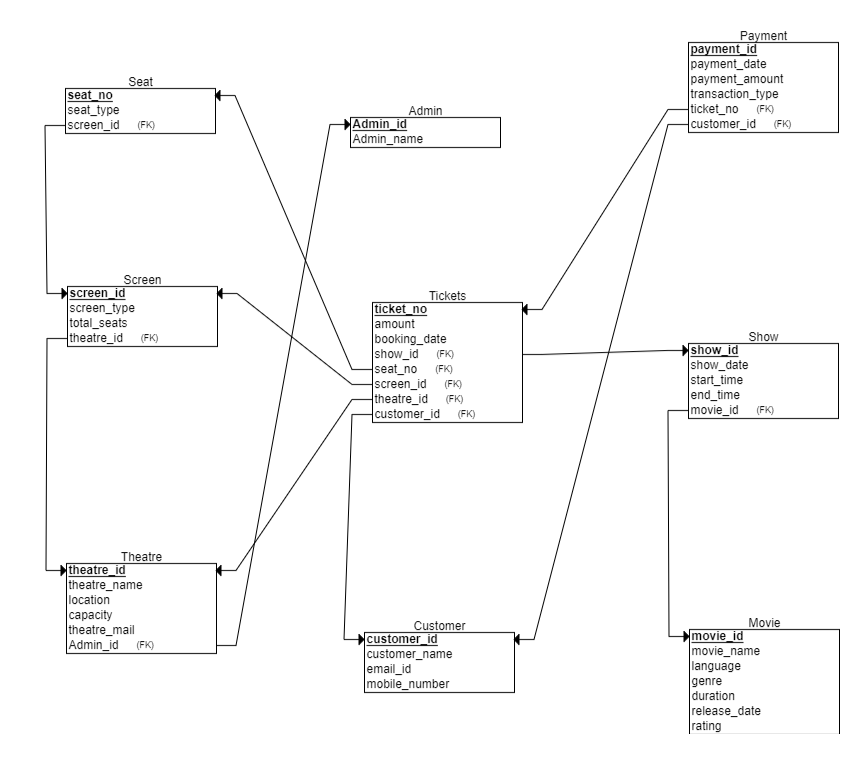 Seat
seat_no
seat_type
screen_id (FK)
Admin
Admin_id
Admin_name
Payment
payment_id
payment_date
payment_amount
transaction_type
ticket_no (FK)
customer_id (FK)
Screen
screen_id
screen_type
total_seats
theatre_id (FK)
Tickets
ticket_no
amount
booking_date
show_id (FK)
seat_no (FK)
screen_id (FK)
theatre_id (FK)
customer_id (FK)
Show
show_id
show_date
start_time
end_time
movie_id (FK)
Theatre
theatre_id
theatre_name
location
capacity
theatre_mail
Admin_id (FK)
Customer
customer_id
customer_name
email_id
mobile_number
Movie
movie_id
movie_name
language
genre
duration
release_date
rating